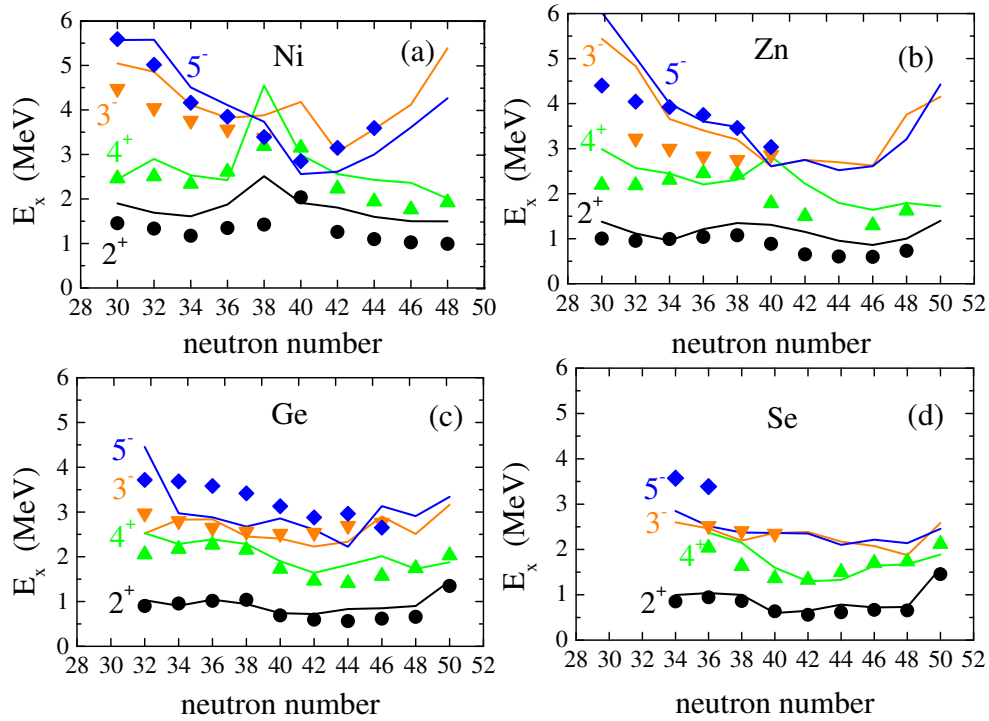 6
5
4
3
2
1
0
E_x (MeV)
Ni
(a)
5^-
3^-
4^+
2^+
28 30 32 34 36 38 40 42 44 46 48 50
neutron number
6
5
4
3
2
1
0
E_x (MeV)
Zn
(b)
3^-
5^-
4^+
2^+
28 30 32 34 36 38 40 42 44 46 48 50 52
neutron number
6
5
4
3
2
1
0
E_x (MeV)
Ge
(c)
5^-
3^-
4^+
2^+
28 30 32 34 36 38 40 42 44 46 48 50 52
neutron number
6
5
4
3
2
1
0
E_x (MeV)
Se
(d)
5^-
3^-
4^+
2^+
28 30 32 34 36 38 40 42 44 46 48 50 52
neutron number